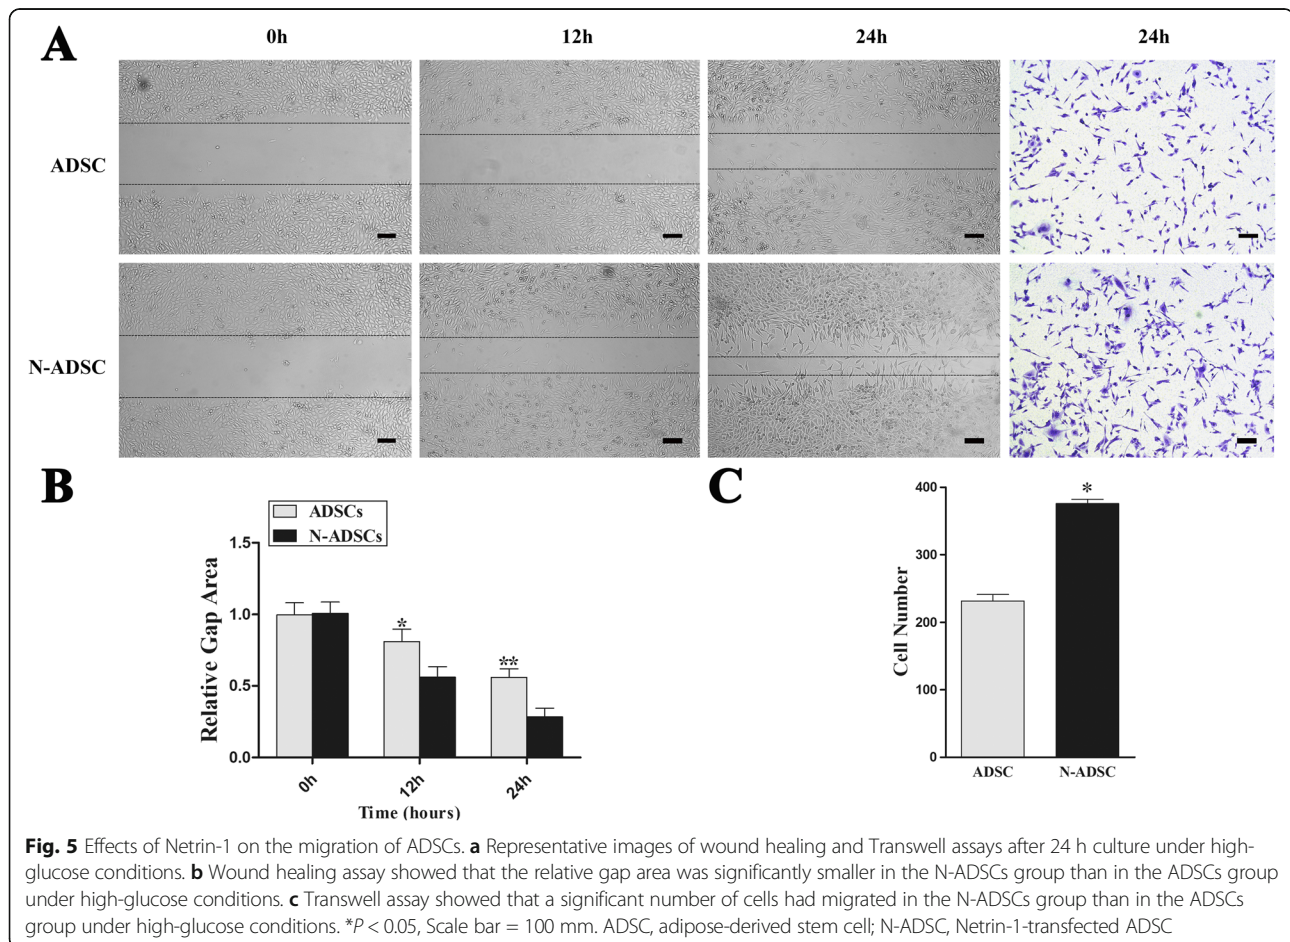 A
0h
12h
24h
24h
ADSC
N-ADSC
B
ADSCs
N-ADSCs
Relative Gap Area
1.5
1.0
0.5
0.0
*
**
0h
12h
24h
Time (hours)
C
Cell Number
400
300
200
100
0
*
ADSC
N-ADSC
Fig. 5 Effects of Netrin-1 on the migration of ADSCs. a Representative images of wound healing and Transwell assays after 24 h culture under high-
glucose conditions. b Wound healing assay showed that the relative gap area was significantly smaller in the N-ADSCs group than in the ADSCs group
under high-glucose conditions. c Transwell assay showed that a significant number of cells had migrated in the N-ADSCs group than in the ADSCs
group under high-glucose conditions. *P < 0.05, Scale bar = 100 mm. ADSC, adipose-derived stem cell; N-ADSC, Netrin-1-transfected ADSC